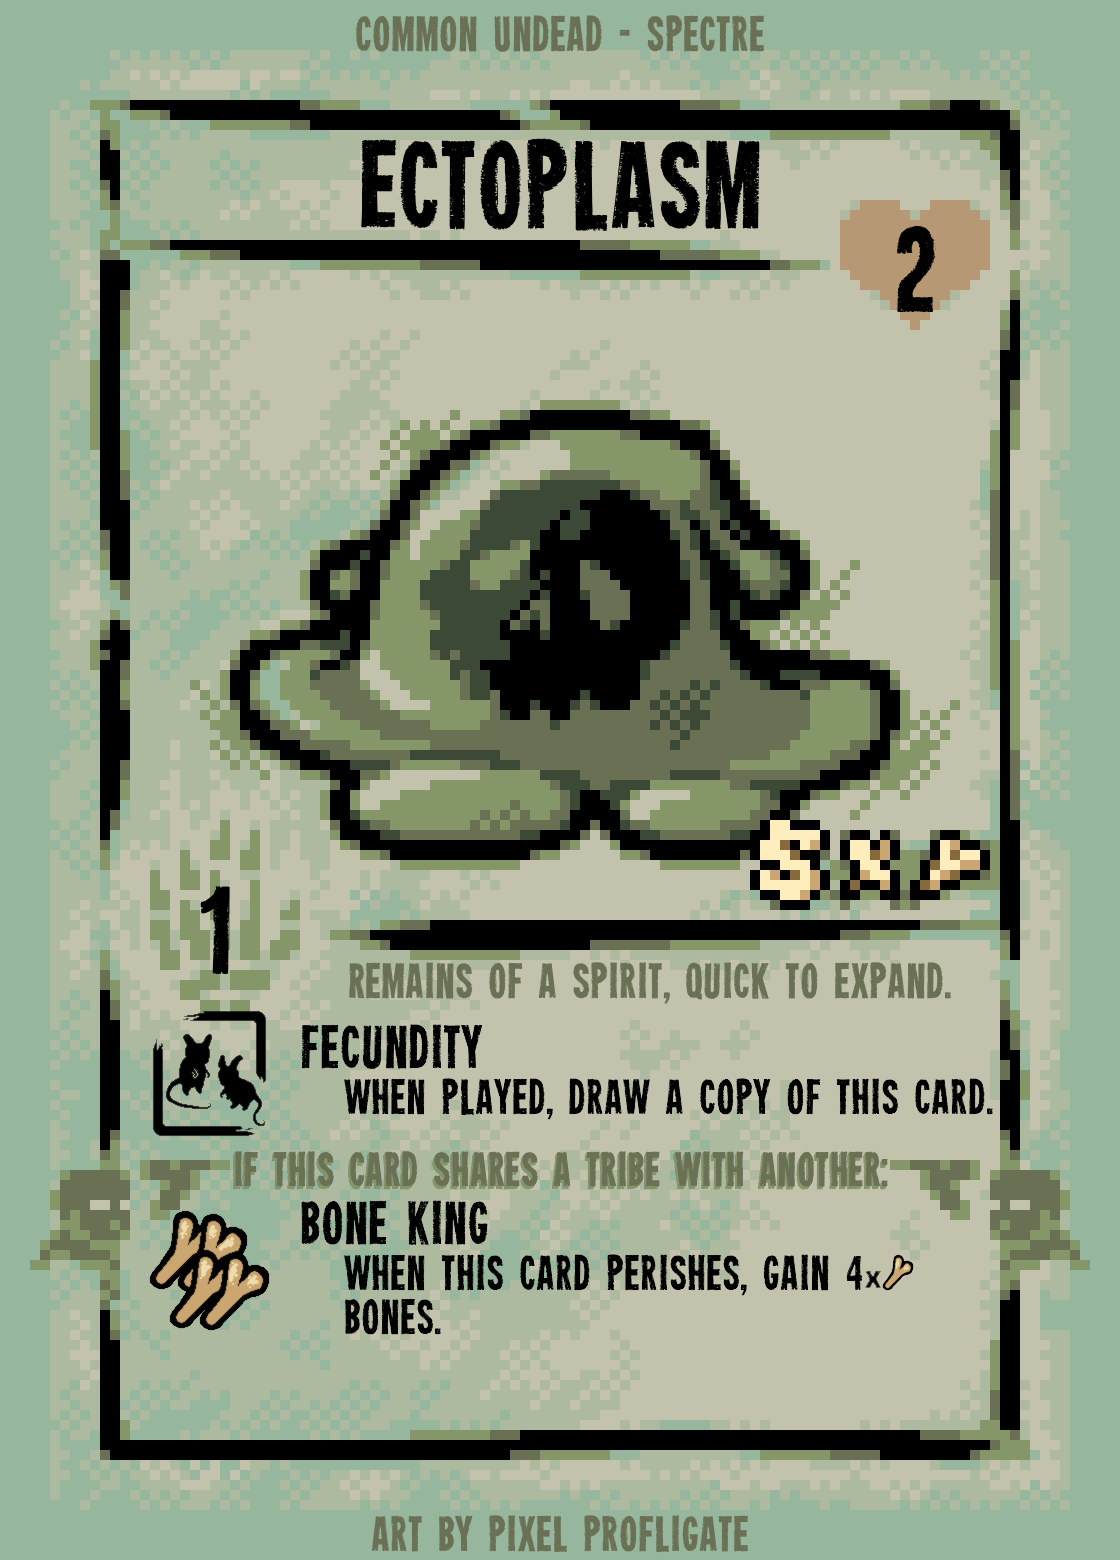 COMMON UNDEAD - SPECTRE
ECTOPLASM
2
5X
1
REMAINS OF A SPIRIT, QUICK TO EXPAND.
FECUNDITY
WHEN PLAYED, DRAW A COPY OF THIS CARD.
IF THIS CARD SHARES A TRIBE WITH ANOTHER:
BONE KING
WHEN THIS CARD PERISHES, GAIN 4x
BONES.
ART BY PIXEL PROFLIGATE